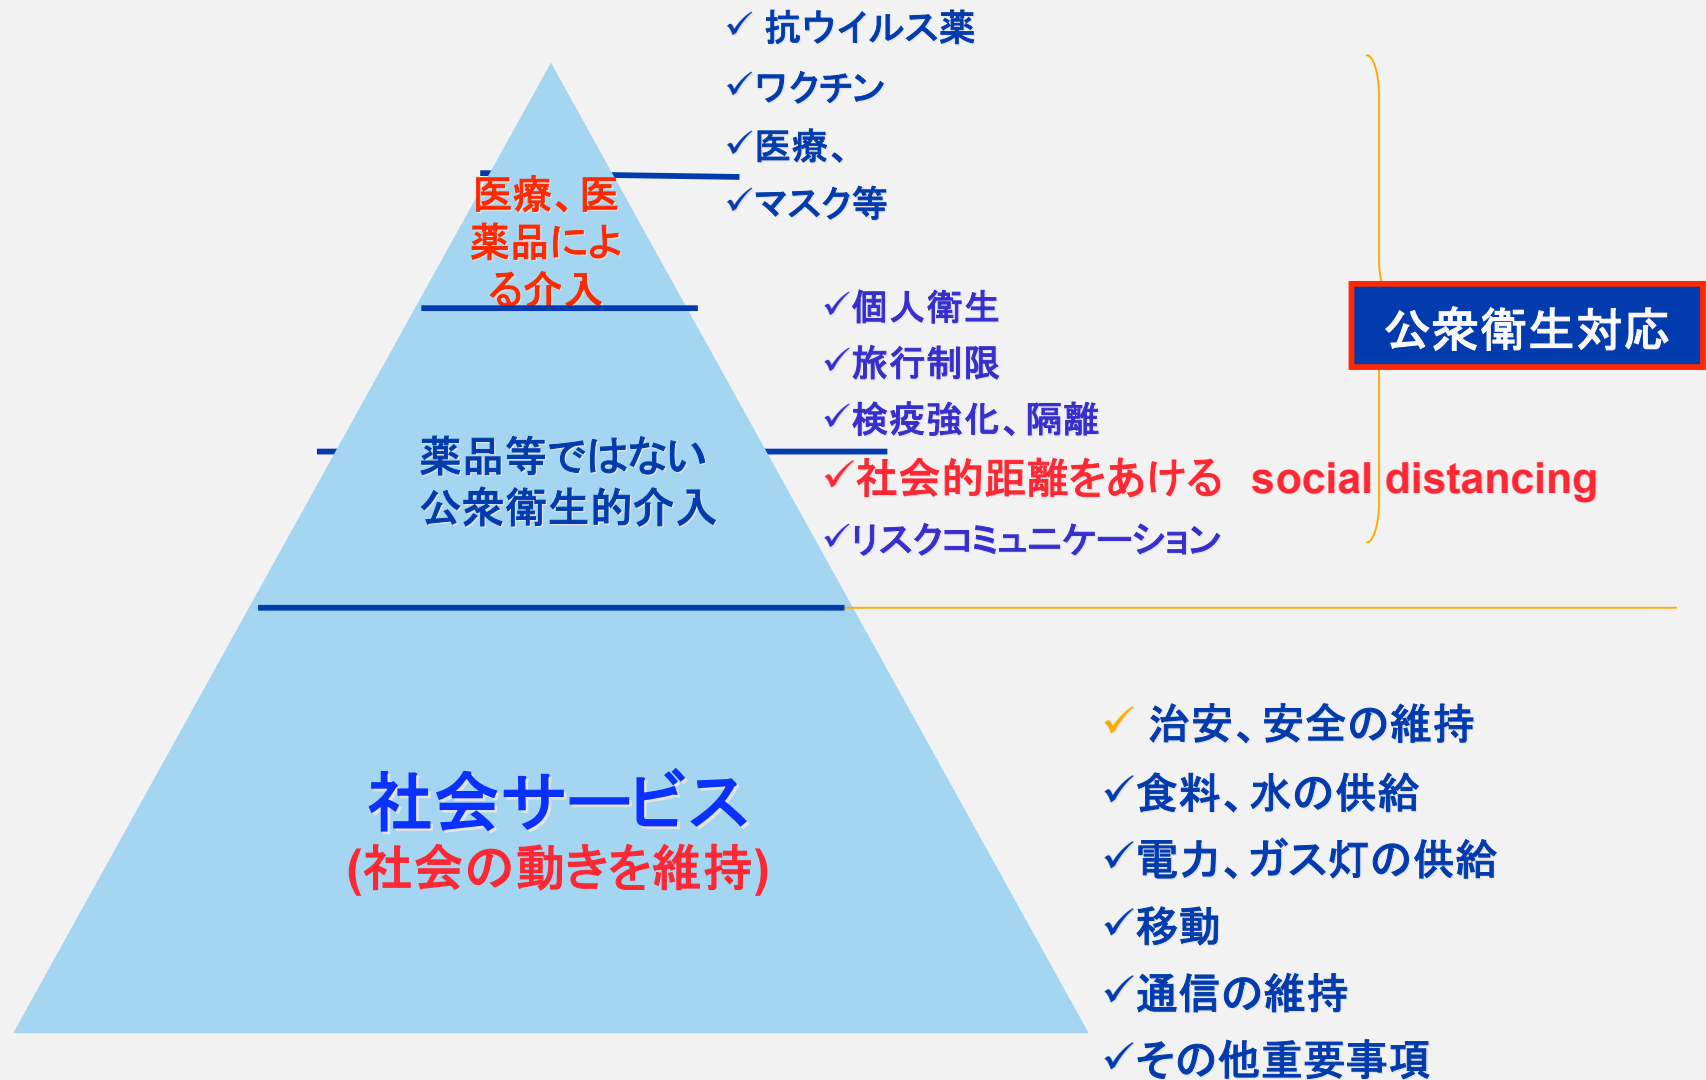 ✓ 抗ウイルス薬
✓ワクチン
✓医療、
✓マスク等
医療、医
薬品によ
る介入
✓個人衛生
✓旅行制限
✓検疫強化、隔離
✓社会的距離をあける social distancing
✓リスクコミュニケーション
公衆衛生対応
薬品等ではない
公衆衛生的介入
社会サービス
(社会の動きを維持)
✓ 治安、安全の維持
✓食料、水の供給
✓電力、ガス灯の供給
✓移動
✓通信の維持
✓その他重要事項